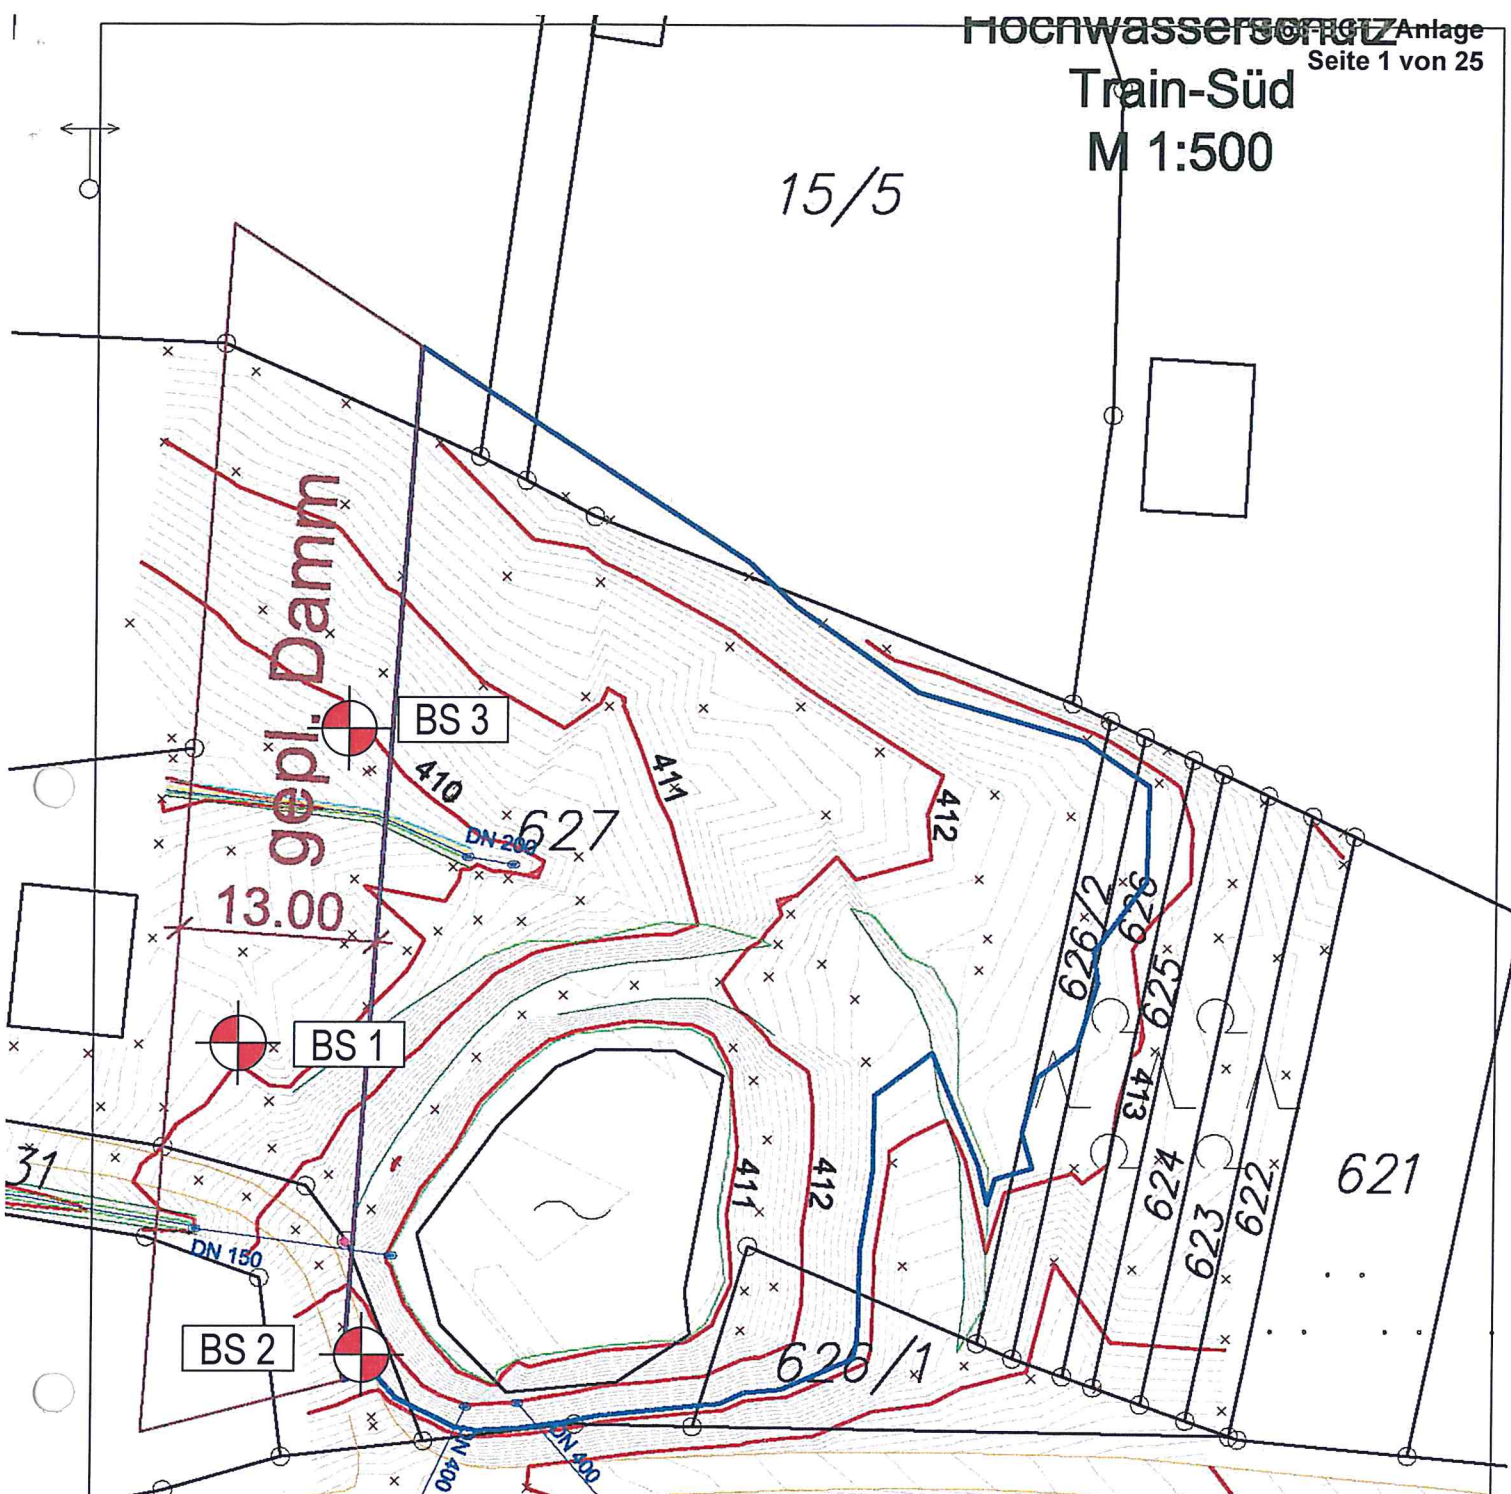 Hochwasserschutz
Anlage
Seite 1 von 25
Train-Süd
M 1:500
15/5
gepl. Damm
BS 3
410
411
412
627
DN 200
13.00
626/2
625
413
BS 1
31
DN 150
411
412
624
623
622
621
BS 2
626/1
DN 400
DN 400